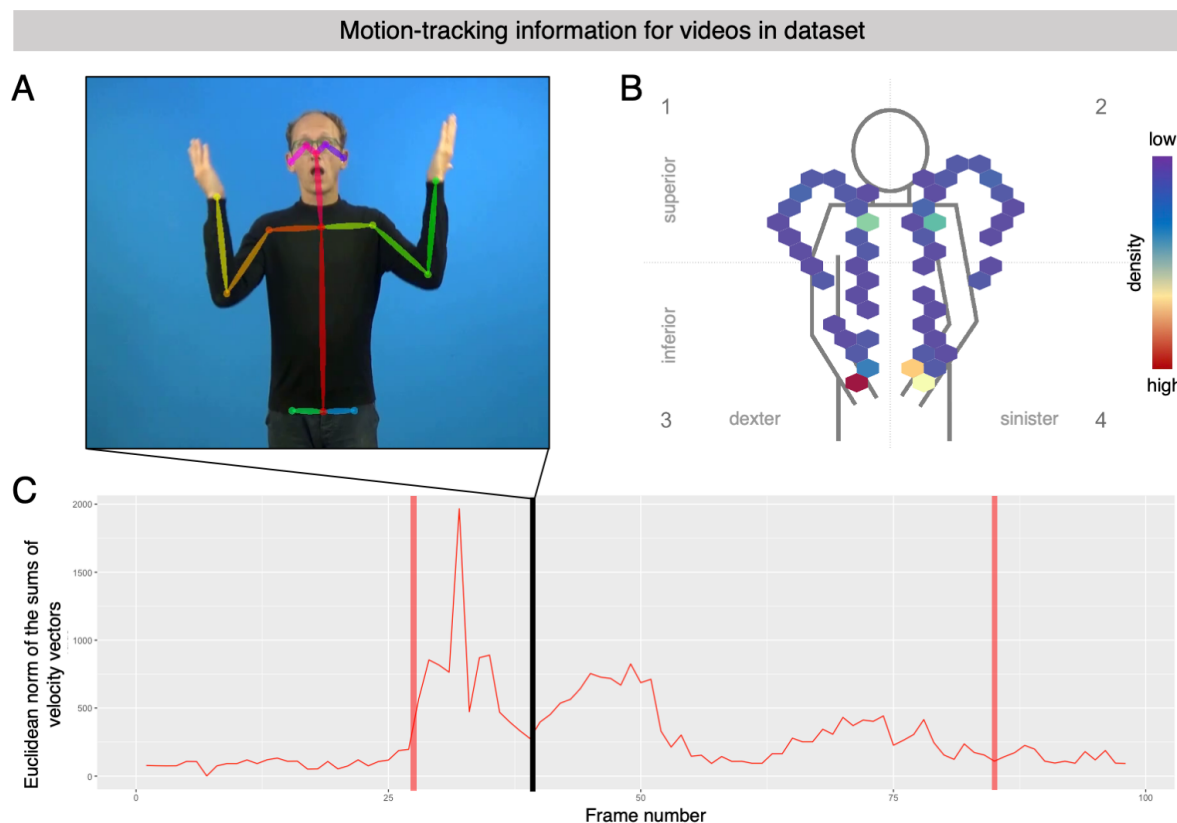 Motion-tracking information for videos in dataset
A
B
1
2
superior
inferior
3
dexter
sinister
4
low
density
high
C
Euclidean norm of the sums of
velocity vectors
2000
1500
1000
500
0
0
25
50
75
100
Frame number